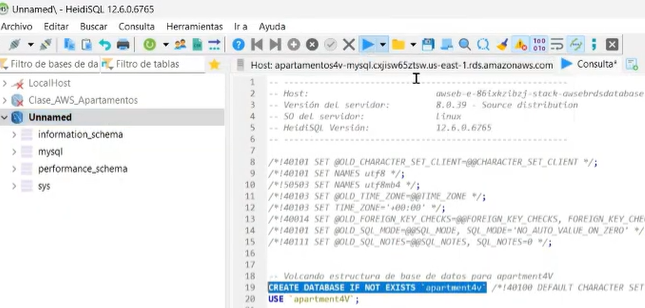 Unnamed\ - HeidiSQL 12.6.0.6765
Archivo Editar Buscar Consulta Herramientas Ir a Ayuda
Filtro de bases de da Filtro de tablas
Host: apartamentos4v-mysql.cxjisw65ztsw.us-east-1.rds.amazonaws.com Consulta*
LocalHost
Clase_AWS_Apartamentos
Unnamed
information_schema
mysql
performance_schema
sys
1 -- --------------------------------------------------------
2 -- Host: awseb-e-86ixkzibzj-stack-awsebrdsdatabase
3 -- Versión del servidor: 8.0.39 - Source distribution
4 -- SO del servidor: Linux
5 -- HeidiSQL Versión: 12.6.0.6765
6 -- --------------------------------------------------------
7
8 /*!40101 SET @OLD_CHARACTER_SET_CLIENT=@@CHARACTER_SET_CLIENT */;
9 /*!40101 SET NAMES utf8 */;
10 /*!50503 SET NAMES utf8mb4 */;
11 /*!40103 SET @OLD_TIME_ZONE=@@TIME_ZONE */;
12 /*!40103 SET TIME_ZONE='+00:00' */;
13 /*!40014 SET @OLD_FOREIGN_KEY_CHECKS=@@FOREIGN_KEY_CHECKS, FOREIGN_KEY_CHE
14 /*!40101 SET @OLD_SQL_MODE=@@SQL_MODE, SQL_MODE='NO_AUTO_VALUE_ON_ZERO' */
15 /*!40111 SET @OLD_SQL_NOTES=@@SQL_NOTES, SQL_NOTES=0 */;
16
17
18 -- Volcando estructura de base de datos para apartment4V
19 CREATE DATABASE IF NOT EXISTS `apartment4v` /*!40100 DEFAULT CHARACTER SET
20 USE `apartment4V`;